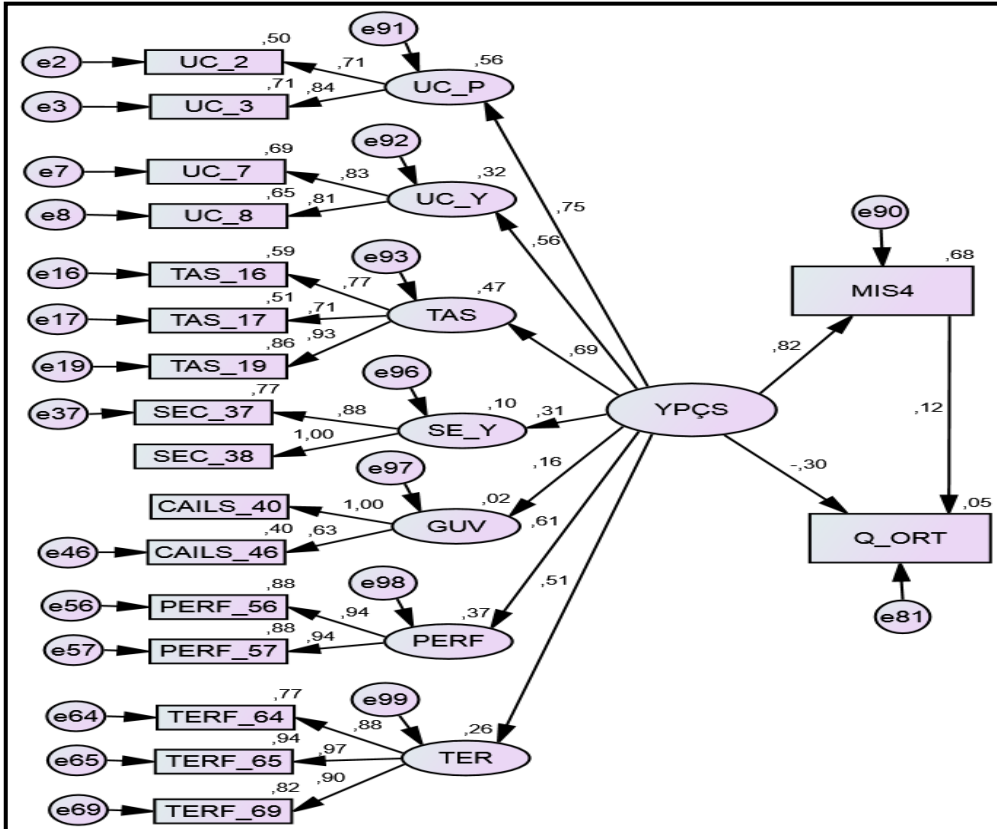 e91
,50
,56
e2
UC_2
,71
UC_P
,71
,84
e3
UC_3
e92
,69
,32
e7
UC_7
,83
UC_Y
,65
,81
e8
UC_8
,75
,56
e90
e93
,59
,47
,68
e16
TAS_16
,77
MIS4
,51
,71
TAS
e17
TAS_17
,93
,86
,69
,82
e19
TAS_19
e96
,77
,10
,31
YPÇS
,12
e37
SEC_37
,88
SE_Y
1,00
SEC_38
e97
,16
-,30
CAILS_40
1,00
,02
,05
,40
,63
GUV
,61
Q_ORT
e46
CAILS_46
e98
,88
,51
e56
PERF_56
,94
,37
e81
,88
,94
PERF
e57
PERF_57
e99
,77
e64
TERF_64
,88
,26
,94
,97
TER
e65
TERF_65
,90
,82
e69
TERF_69